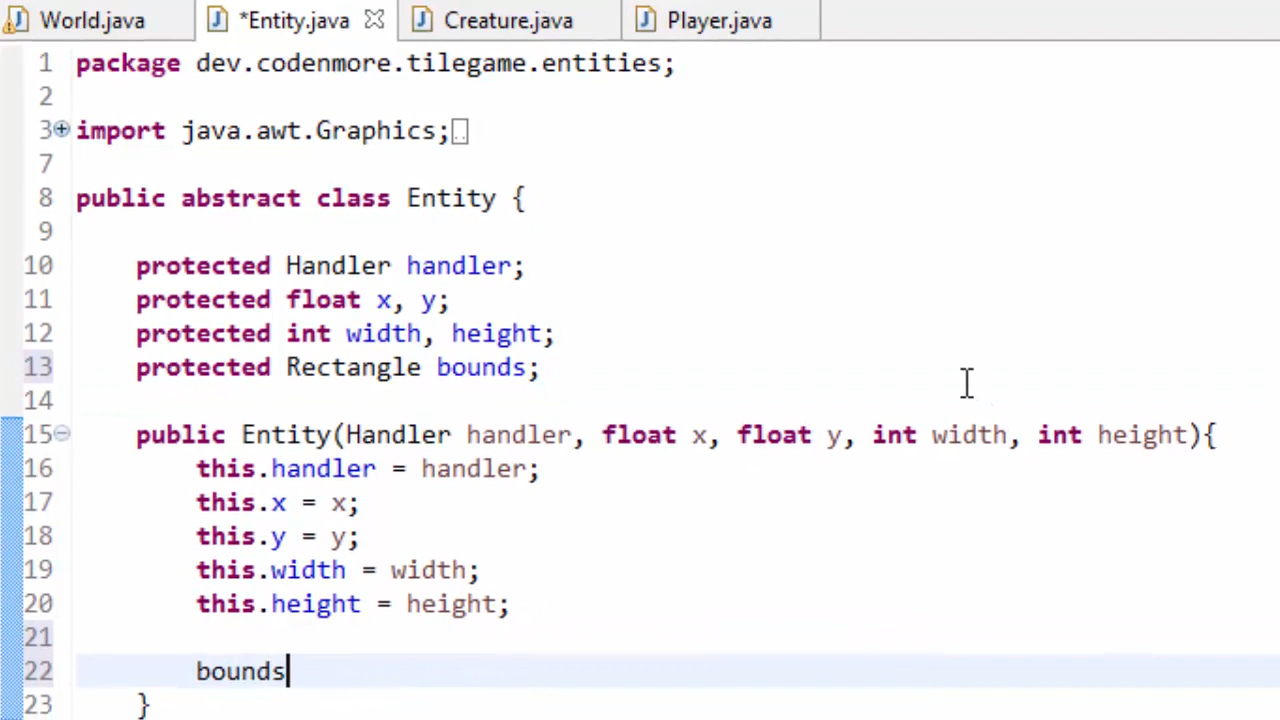 World.java *Entity.java Creature.java Player.java
1 package dev.codenmore.tilegame.entities;
2
3 import java.awt.Graphics;
7
8 public abstract class Entity {
9
10 protected Handler handler;
11 protected float x, y;
12 protected int width, height;
13 protected Rectangle bounds;
14
15 public Entity(Handler handler, float x, float y, int width, int height){
16 this.handler = handler;
17 this.x = x;
18 this.y = y;
19 this.width = width;
20 this.height = height;
21
22 bounds
23 }